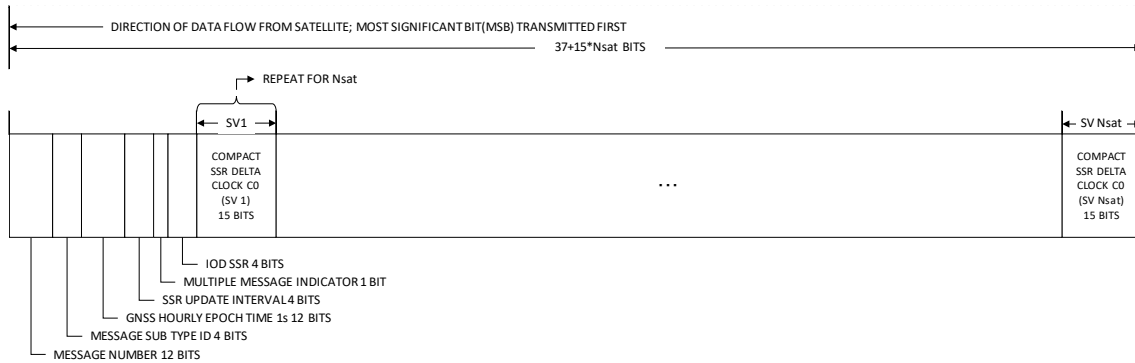 DIRECTION OF DATA FLOW FROM SATELLITE; MOST SIGNIFICANT BIT(MSB) TRANSMITTED FIRST
37+15*Nsat BITS
REPEAT FOR Nsat
SV1
SV Nsat
COMPACT
SSR DELTA
CLOCK C0
(SV 1)
15 BITS
...
COMPACT
SSR DELTA
CLOCK C0
(SV Nsat)
15 BITS
IOD SSR 4 BITS
MULTIPLE MESSAGE INDICATOR 1 BIT
SSR UPDATE INTERVAL 4 BITS
GNSS HOURLY EPOCH TIME 1s 12 BITS
MESSAGE SUB TYPE ID 4 BITS
MESSAGE NUMBER 12 BITS